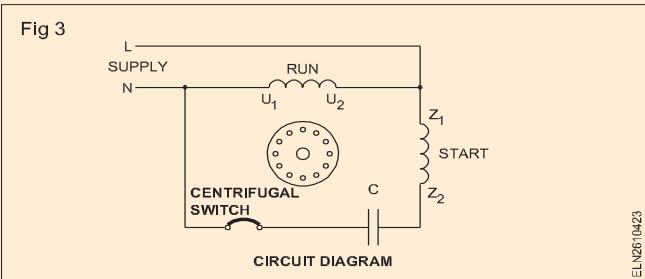 Fig 3
L
SUPPLY
RUN
N
U1
U2
Z1
START
Z2
CENTRIFUGAL
SWITCH
C
CIRCUIT DIAGRAM
ELN2610423